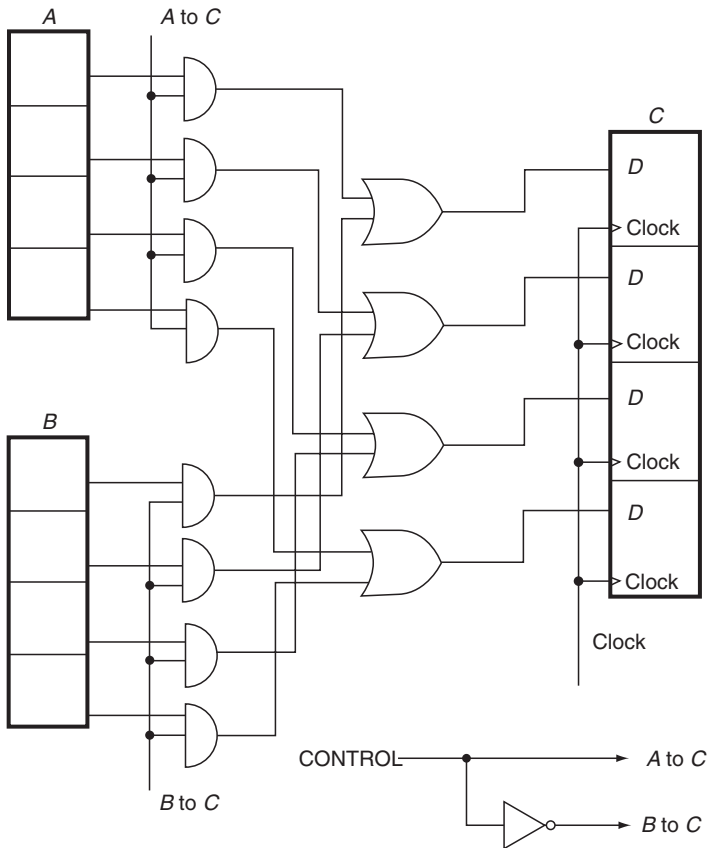 A
A to C
C
D
Clock
D
Clock
D
Clock
D
Clock
Clock
B
B to C
CONTROL
A to C
B to C